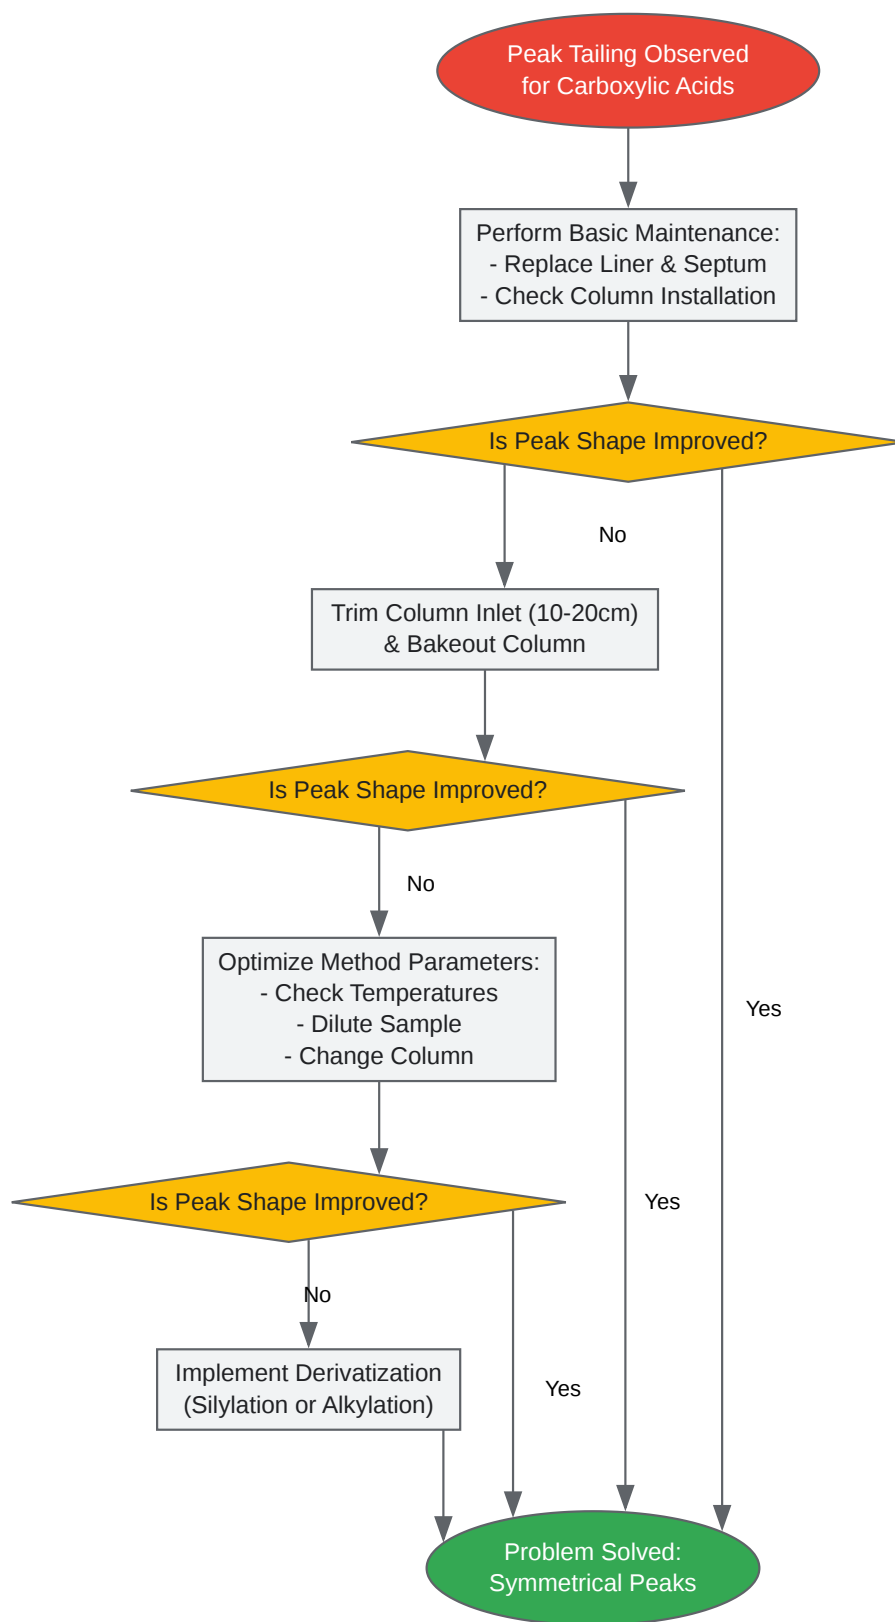 Peak Tailing Observed
for Carboxylic Acids
Perform Basic Maintenance:
- Replace Liner & Septum
- Check Column Installation
Is Peak Shape Improved?
No
Trim Column Inlet (10-20cm)
& Bakeout Column
Is Peak Shape Improved?
No
Optimize Method Parameters:
- Check Temperatures
- Dilute Sample
- Change Column
Yes
Is Peak Shape Improved?
Yes
No
Implement Derivatization
(Silylation or Alkylation)
Yes
Problem Solved:
Symmetrical Peaks